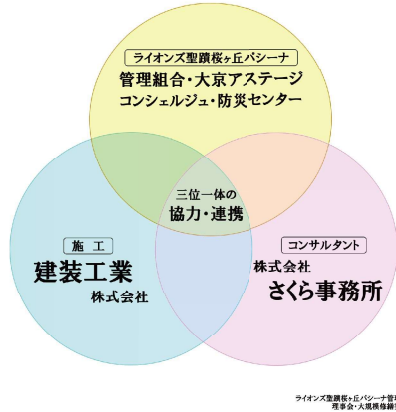 ライオンズ聖蹟桜ヶ丘パシーナ
管理組合・大京アステージ
コンシェルジュ・防災センター
三位一体の
協力・連携
施 工
建装工業
株式会社
コンサルタント
株式会社
さくら事務所
ライオンズ聖蹟桜ヶ丘パシーナ管理
理事会・大規模修繕